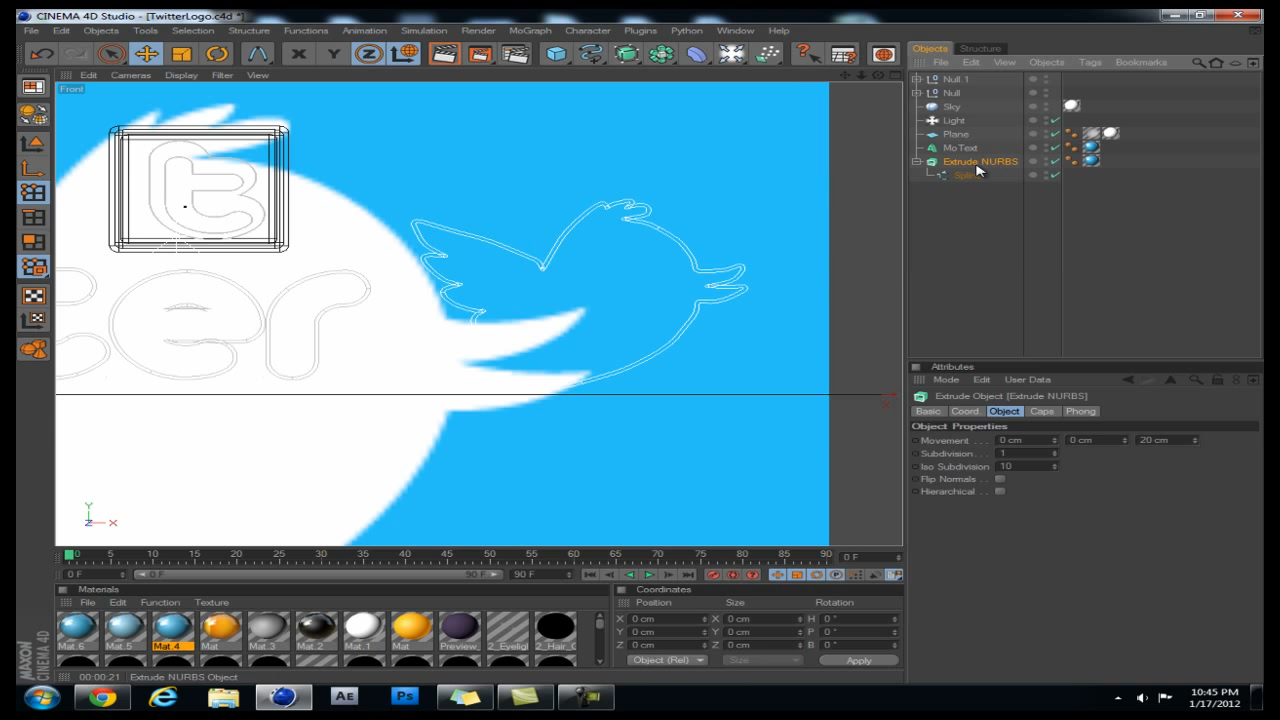 CINEMA 4D Studio - [TwitterLogo.c4d *]
File Edit Objects Tools Selection Structure Functions Animation Simulation Render MoGraph Character Plugins Python Window Help
Edit Cameras Display Filter View
Front
ter
Y
Z X
X
Objects Structure
File Edit View Objects Tags Bookmarks
Null.1
Null
Sky
Light
Plane
MoText
Extrude NURBS
Attributes
Mode Edit User Data
Extrude Object [Extrude NURBS]
Basic Coord. Object Caps Phong
Object Properties
Movement . . . 0 cm 0 cm 20 cm
Subdivision . . . 1
Iso Subdivision 10
Flip Normals . .
Hierarchical . .
0 5 10 15 20 25 30 35 40 45 50 55 60 65 70 75 80 85 90 0 F
0 F 0 F 90 F 90 F
Materials
File Edit Function Texture
Mat.6 Mat.5 Mat.4 Mat Mat.3 Mat.2 Mat.1 Mat Preview_ 2_Eyeligl 2_Hair_C
Coordinates
Position Size Rotation
X 0 cm X 0 cm H 0 °
Y 0 cm Y 0 cm P 0 °
Z 0 cm Z 0 cm B 0 °
Object (Rel) Size Apply
MAXON
CINEMA 4D
00:00:21 Extrude NURBS Object
AE Ps
10:45 PM
1/17/2012